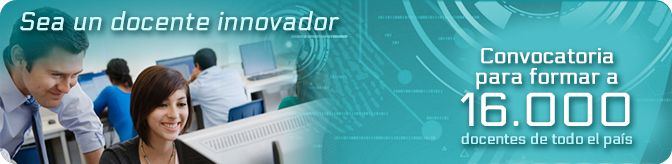 Sea un docente innovador
Convocatoria
para formar a
16.000
docentes de todo el país